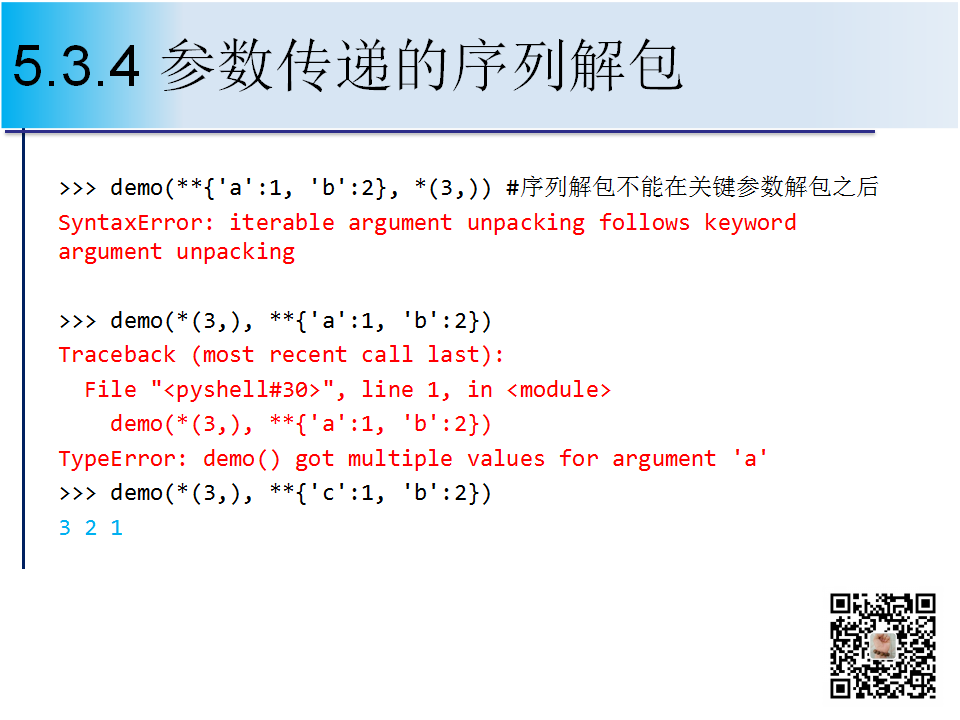 5.3.4 参数传递的序列解包
>>> demo(**{'a':1, 'b':2}, *(3,)) #序列解包不能在关键参数解包之后
SyntaxError: iterable argument unpacking follows keyword
argument unpacking
>>> demo(*(3,), **{'a':1, 'b':2})
Traceback (most recent call last):
  File "<pyshell#30>", line 1, in <module>
    demo(*(3,), **{'a':1, 'b':2})
TypeError: demo() got multiple values for argument 'a'
>>> demo(*(3,), **{'c':1, 'b':2})
3 2 1